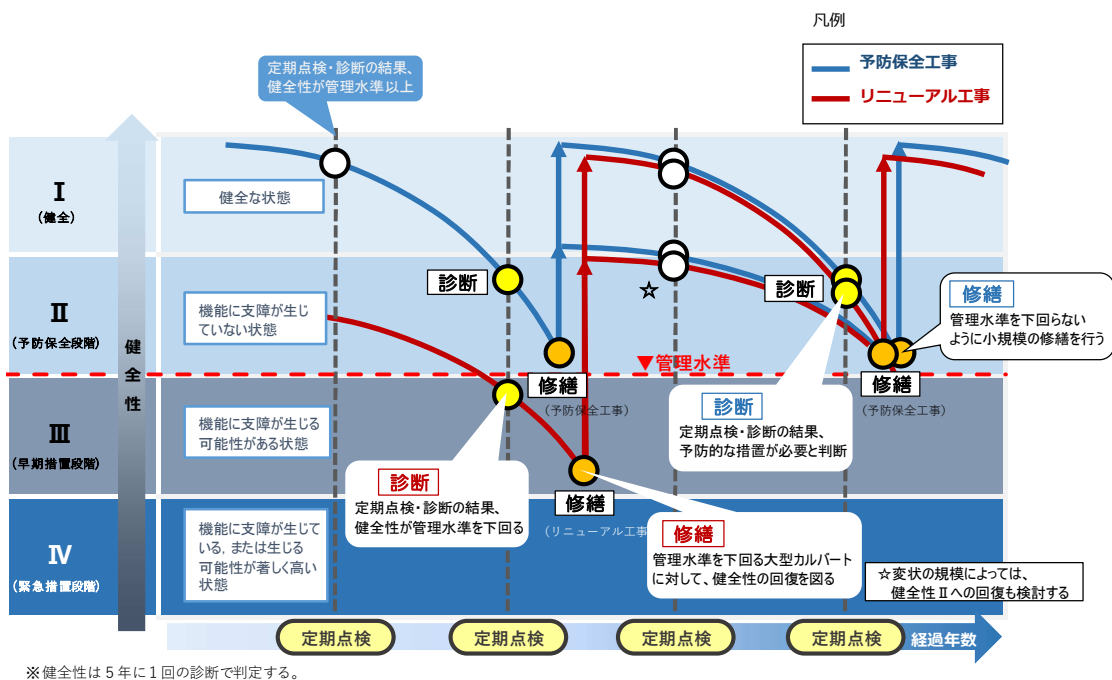 凡例
予防保全工事
リニューアル工事
定期点検・診断の結果、
健全性が管理水準以上
Ⅰ
(健全)
健全な状態
Ⅱ
(予防保全段階)
機能に支障が生じ
ていない状態
Ⅲ
(早期措置段階)
機能に支障が生じる
可能性がある状態
Ⅳ
(緊急措置段階)
機能に支障が生じて
いる, または生じる
可能性が著しく高い
状態
健全性
診断
☆
診断
▼管理水準
修繕
(予防保全工事)
修繕
管理水準を下回らない
ように小規模の修繕を行う
修繕
(予防保全工事)
診断
定期点検・診断の結果、
予防的な措置が必要と判断
診断
定期点検・診断の結果、
健全性が管理水準を下回る
修繕
(リニューアル工事
修繕
管理水準を下回る大型カルバート
に対して、健全性の回復を図る
☆変状の規模によっては、
健全性Ⅱへの回復も検討する
定期点検
定期点検
定期点検
定期点検
経過年数
※健全性は5年に1回の診断で判定する。